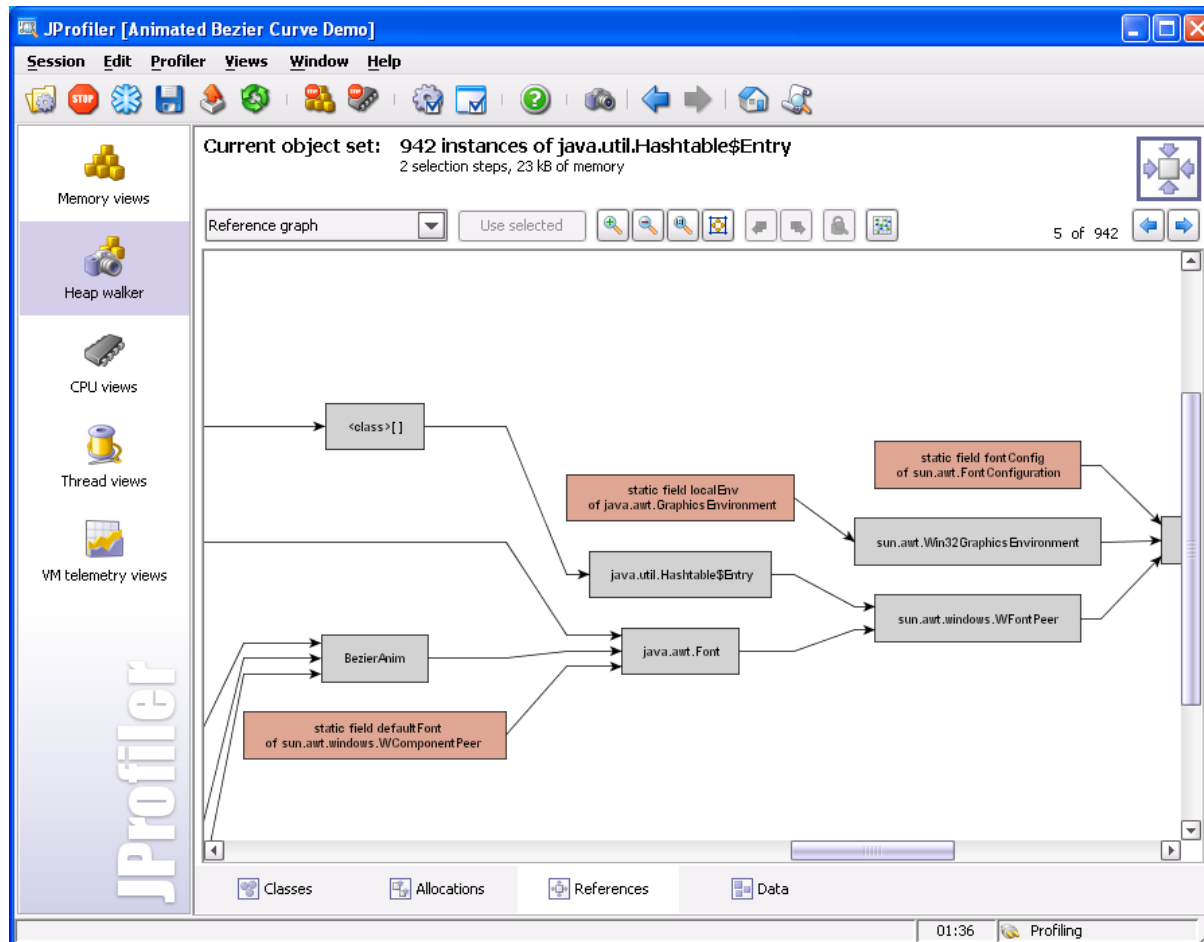 JProfiler [Animated Bezier Curve Demo]
Session Edit Profiler Views Window Help
STOP
Current object set: 942 instances of java.util.Hashtable$Entry
2 selection steps, 23 kB of memory
Memory views
Reference graph
Use selected
5 of 942
Heap walker
CPU views
Thread views
VM telemetry views
<class>[]
static field fontConfig
of sun.awt.FontConfiguration
static field localEnv
of java.awt.GraphicsEnvironment
sun.awt.Win32GraphicsEnvironment
java.util.Hashtable$Entry
sun.awt.windows.WFontPeer
BezierAnim
java.awt.Font
static field defaultFont
of sun.awt.windows.WComponentPeer
JProfiler
Classes Allocations References Data
01:36 Profiling